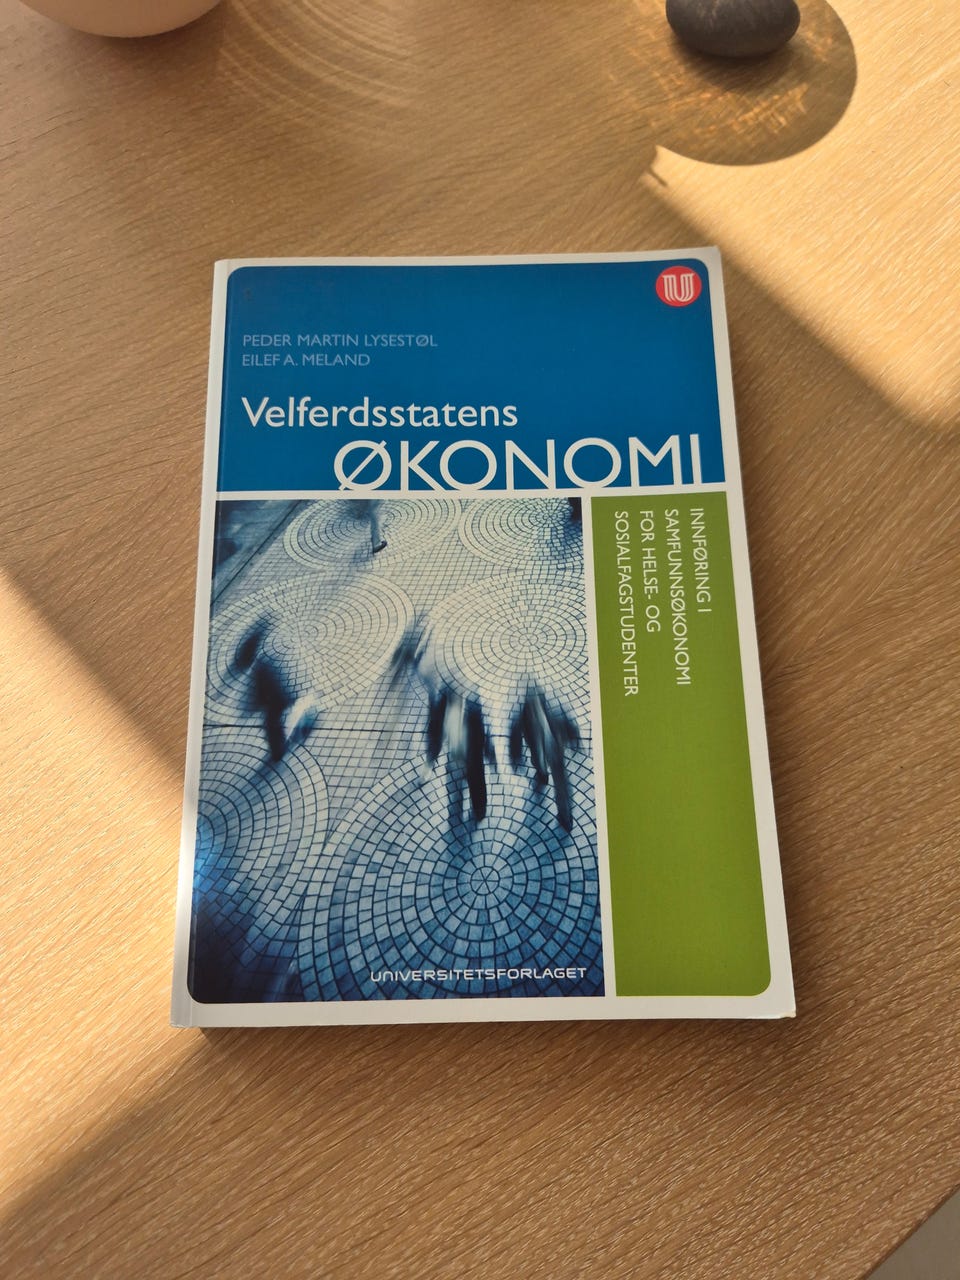 U
PEDER MARTIN LYSESTØL
EILEF A. MELAND
Velferdsstatens
ØKONOMI
INNFØRING I
SAMFUNNSØKONOMI
FOR HELSE- OG
SOSIALFAGSTUDENTER
UNIVERSITETSFORLAGET